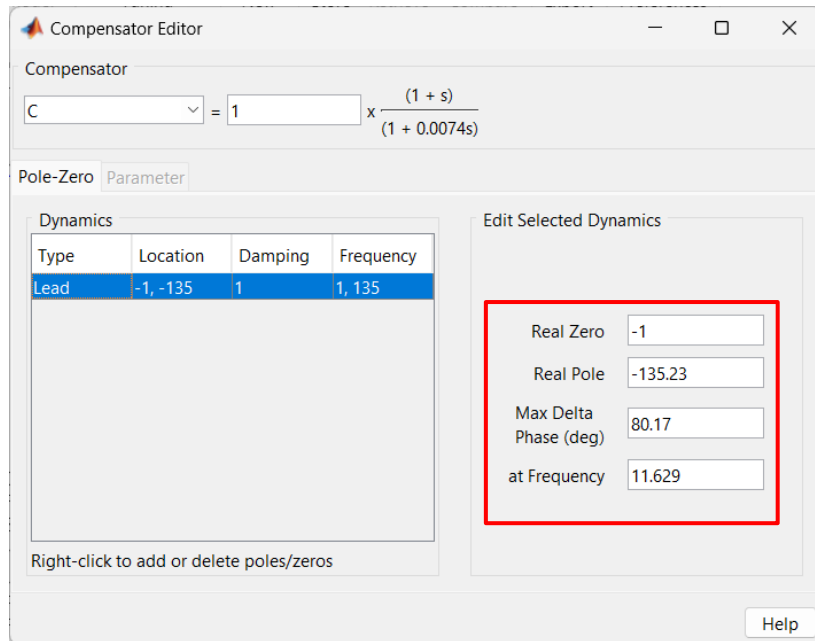 Compensator Editor
Compensator
C = 1 x (1 + s)
(1 + 0.0074s)
Pole-Zero Parameter
Dynamics
Type Location Damping Frequency
Lead -1, -135 1 1, 135
Right-click to add or delete poles/zeros
Edit Selected Dynamics
Real Zero -1
Real Pole -135.23
Max Delta
Phase (deg) 80.17
at Frequency 11.629
Help